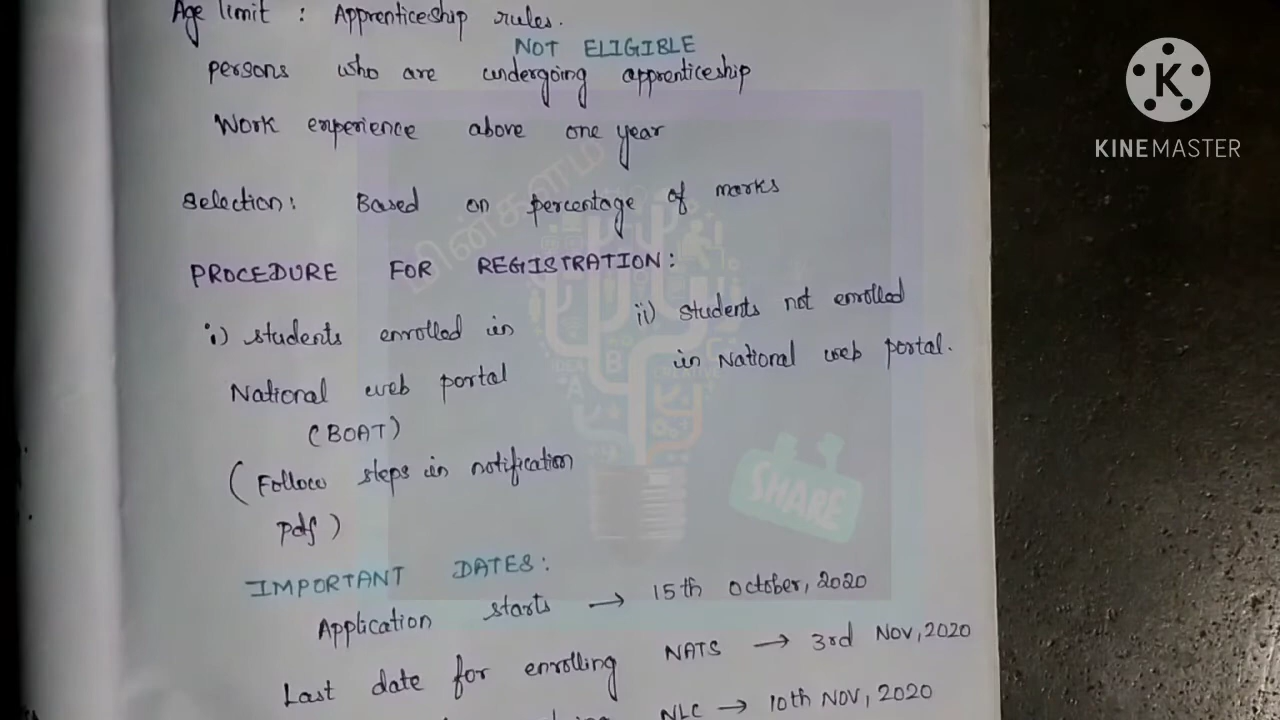 Age limit : Apprenticeship rules.
NOT ELIGIBLE
persons who are undergoing apprenticeship
Work experience above one year
Selection: Based on percentage of marks
PROCEDURE FOR REGISTRATION:
i) students enrolled in
National web portal
(BOAT)
(Follow steps in notification
pdf)
ii) students not enrolled
in National web portal.
IMPORTANT DATES:
Application starts → 15th October, 2020
Last date for enrolling NATS → 3rd Nov, 2020
NLC → 10th NOV, 2020
KINEMASTER
K
மின்களம்
SHARE